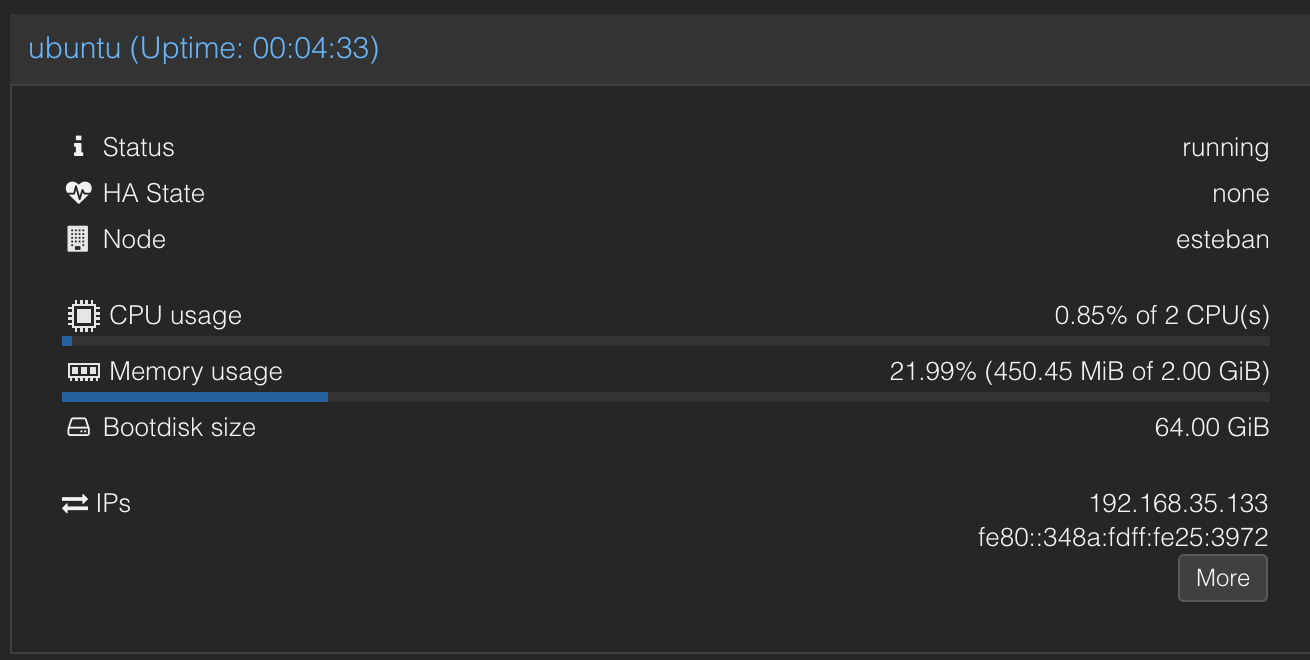 ubuntu (Uptime: 00:04:33)
Status running
HA State none
Node esteban
CPU usage 0.85% of 2 CPU(s)
Memory usage 21.99% (450.45 MiB of 2.00 GiB)
Bootdisk size 64.00 GiB
IPs 192.168.35.133
fe80::348a:fdff:fe25:3972
More